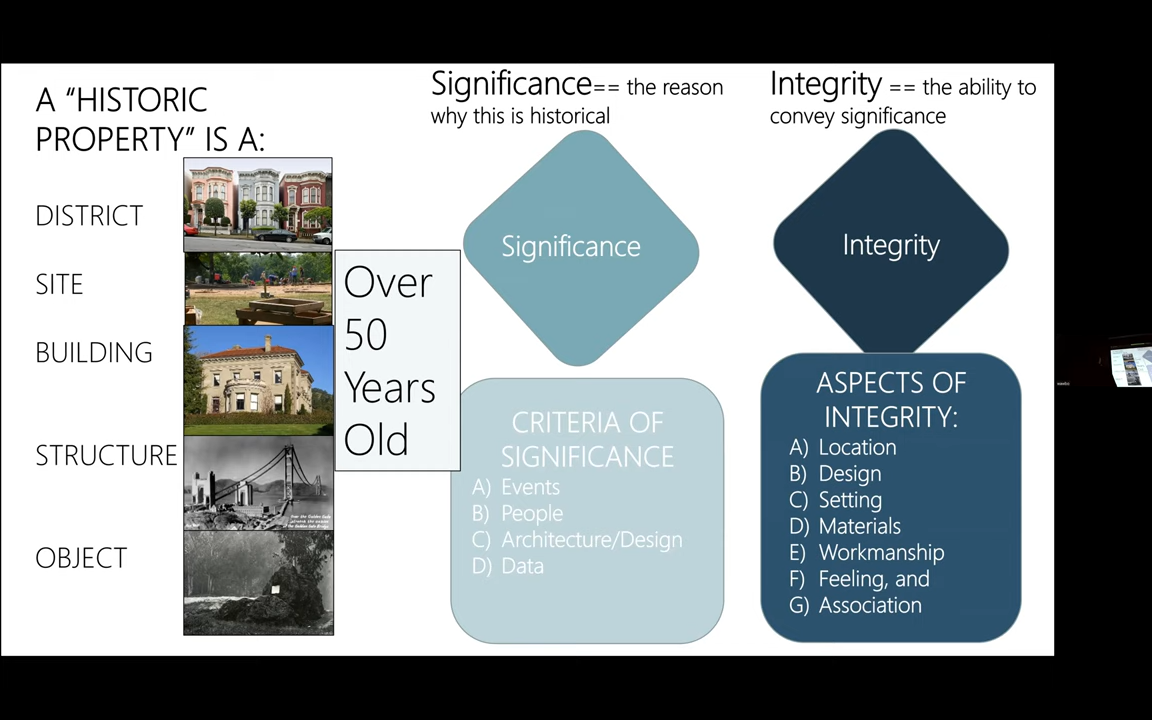 A “HISTORIC
PROPERTY” IS A:
DISTRICT
SITE
BUILDING
STRUCTURE
OBJECT
Over
50
Years
Old
Significance== the reason
why this is historical
Significance
CRITERIA OF
SIGNIFICANCE
A) Events
B) People
C) Architecture/Design
D) Data
Integrity == the ability to
convey significance
Integrity
ASPECTS OF
INTEGRITY:
A) Location
B) Design
C) Setting
D) Materials
E) Workmanship
F) Feeling, and
G) Association